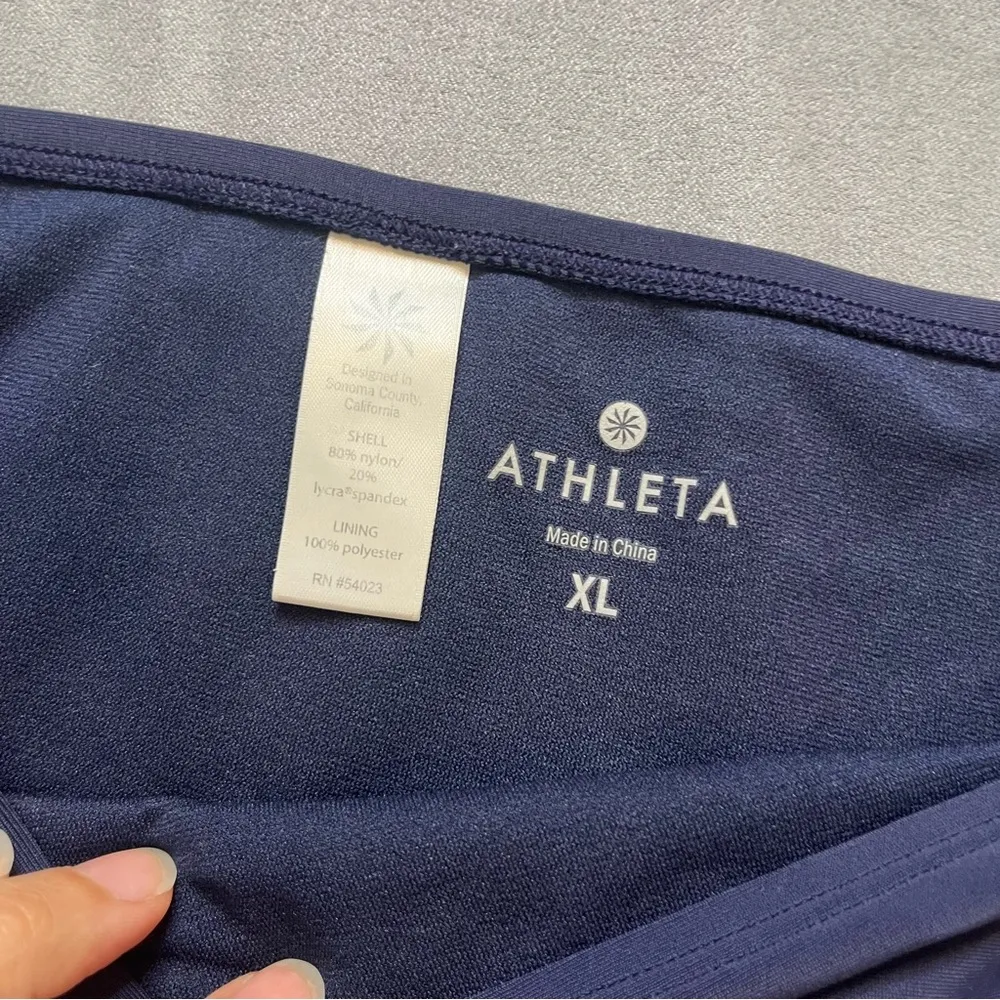 Designed in
Sonoma County,
California
SHELL
80% nylon/
20%
lycra®spandex
LINING
100% polyester
RN #54023
ATHLETA
Made in China
XL